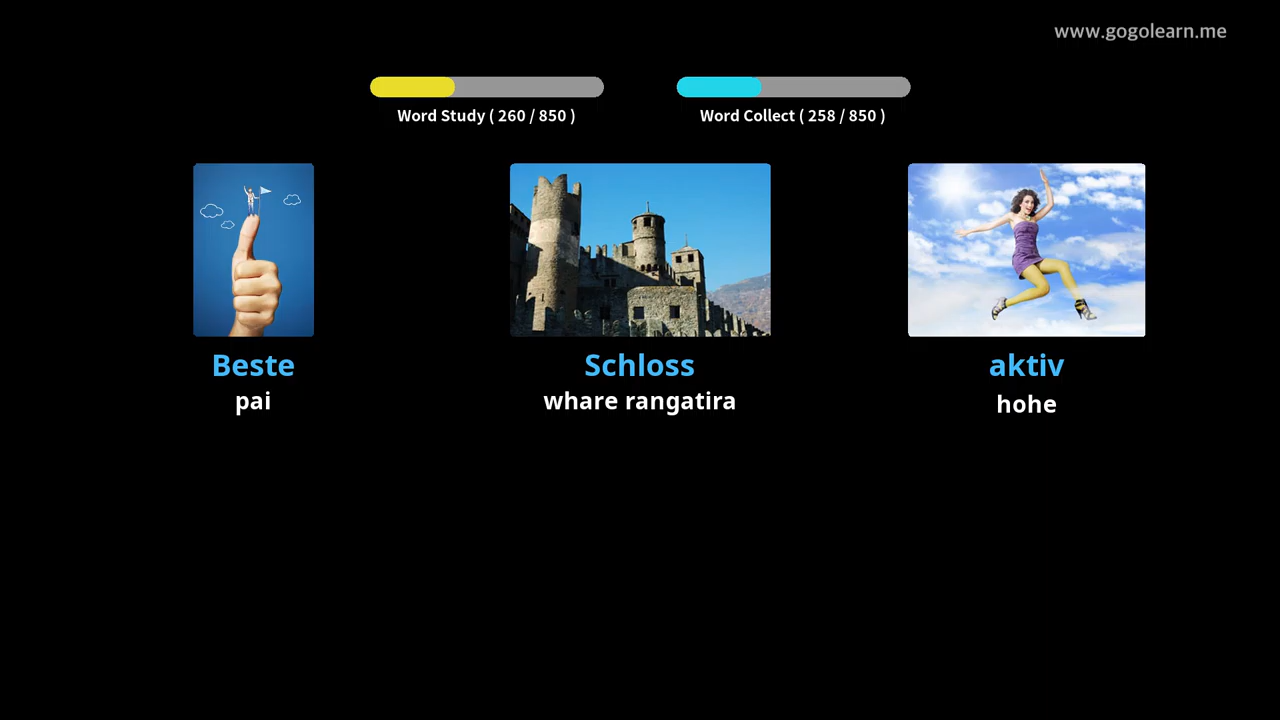 www.gogolearn.me
Word Study ( 260 / 850 )
Word Collect ( 258 / 850 )
Beste
pai
Schloss
whare rangatira
aktiv
hohe